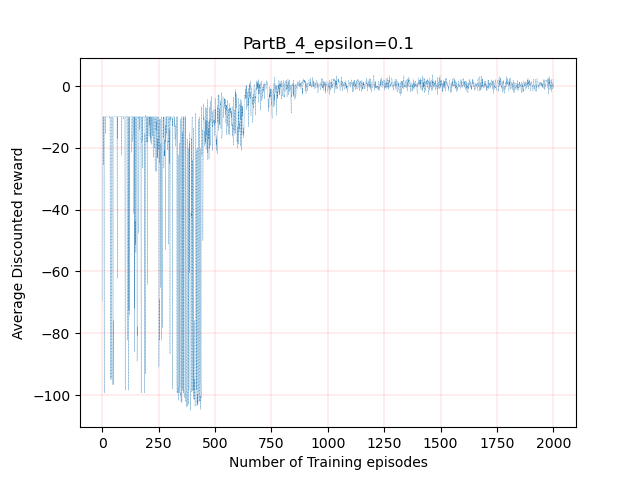 PartB_4_epsilon=0.1
Average Discounted reward
0
−20
−40
−60
−80
−100
0 250 500 750 1000 1250 1500 1750 2000
Number of Training episodes